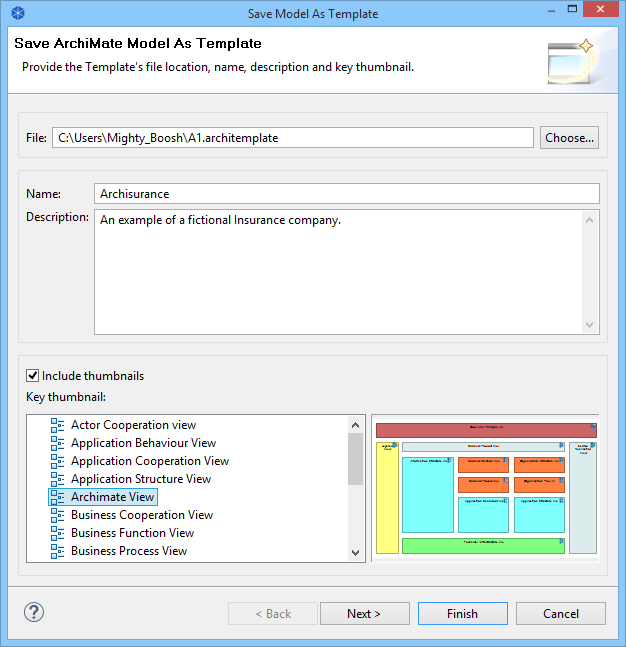 Save Model As Template
Save ArchiMate Model As Template
Provide the Template's file location, name, description and key thumbnail.
File: C:\Users\Mighty_Boosh\A1.architemplate Choose...
Name: Archisurance
Description: An example of a fictional Insurance company.
Include thumbnails
Key thumbnail:
Actor Cooperation view
Application Behaviour View
Application Cooperation View
Application Structure View
Archimate View
Business Cooperation View
Business Function View
Business Process View
? < Back Next > Finish Cancel